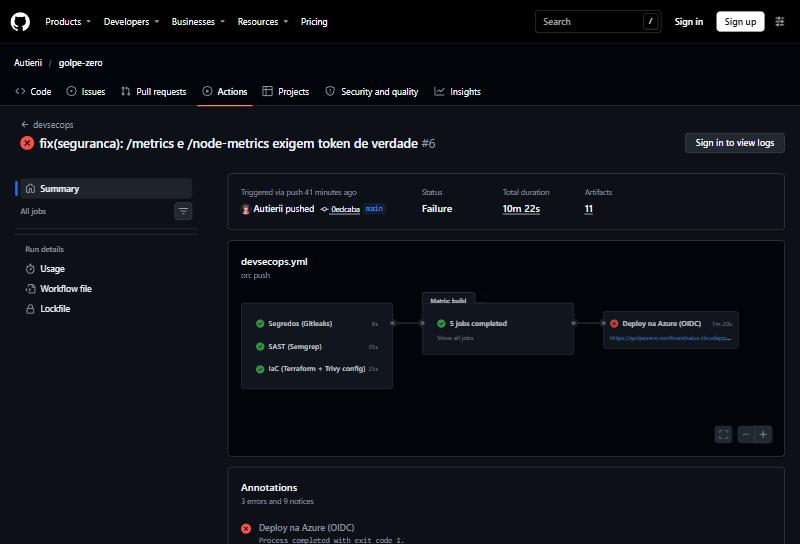 Products Developers Businesses Resources Pricing Search / Sign in Sign up
Autierii / golpe-zero
Code Issues Pull requests Actions Projects Security and quality Insights
← devsecops
fix(seguranca): /metrics e /node-metrics exigem token de verdade #6
Sign in to view logs
Summary
All jobs
Run details
Usage
Workflow file
Lockfile
Triggered via push 41 minutes ago Status Total duration Artifacts
Autierii pushed 0edcaba main Failure 10m 22s 11
devsecops.yml
on: push
Matrix: build
Segredos (Gitleaks) 8s
SAST (Semgrep) 35s
IaC (Terraform + Trivy config) 25s
5 jobs completed
Show all jobs
Deploy na Azure (OIDC) 1m 20s
https://golpezero.northcentralus.cloudapp...
Annotations
3 errors and 9 notices
Deploy na Azure (OIDC)
Process completed with exit code 1.